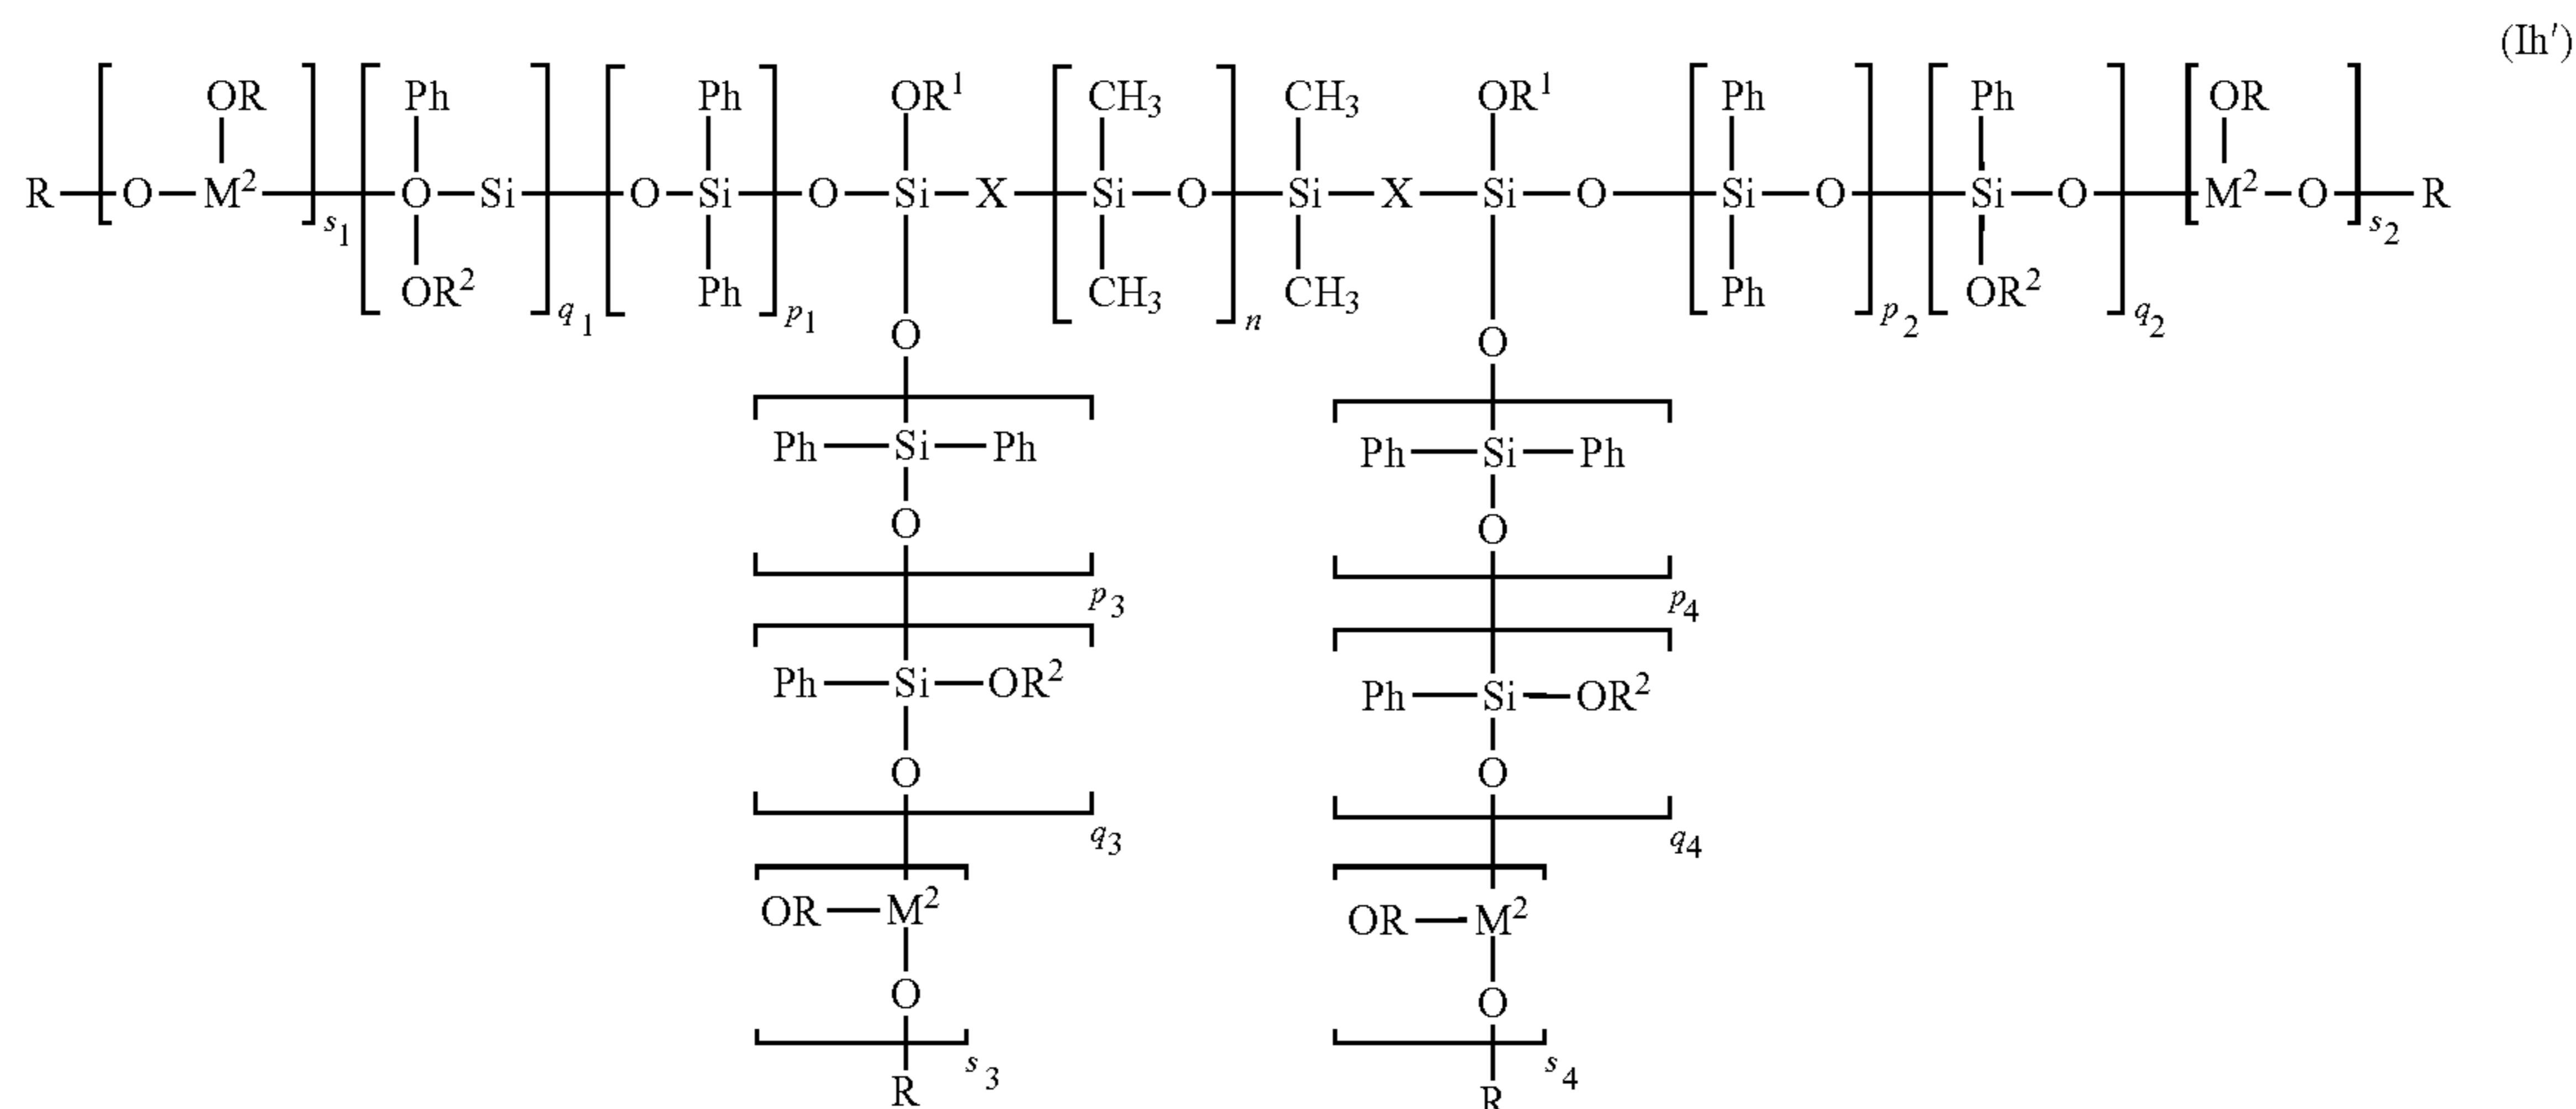 (Ih′)
OR Ph Ph OR¹ CH₃ CH₃ OR¹ Ph Ph OR
R O M² s₁ O Si q₁ O Si p₁ O Si X Si O n Si X Si O Si O p₂ Si O q₂ M² O s₂ R
OR² Ph CH₃ CH₃ Ph OR²
O O
Ph Si Ph Ph Si Ph
O O
p₃ p₄
Ph Si OR² Ph Si OR²
O O
q₃ q₄
OR M² OR M²
O O
s₃ s₄
R R